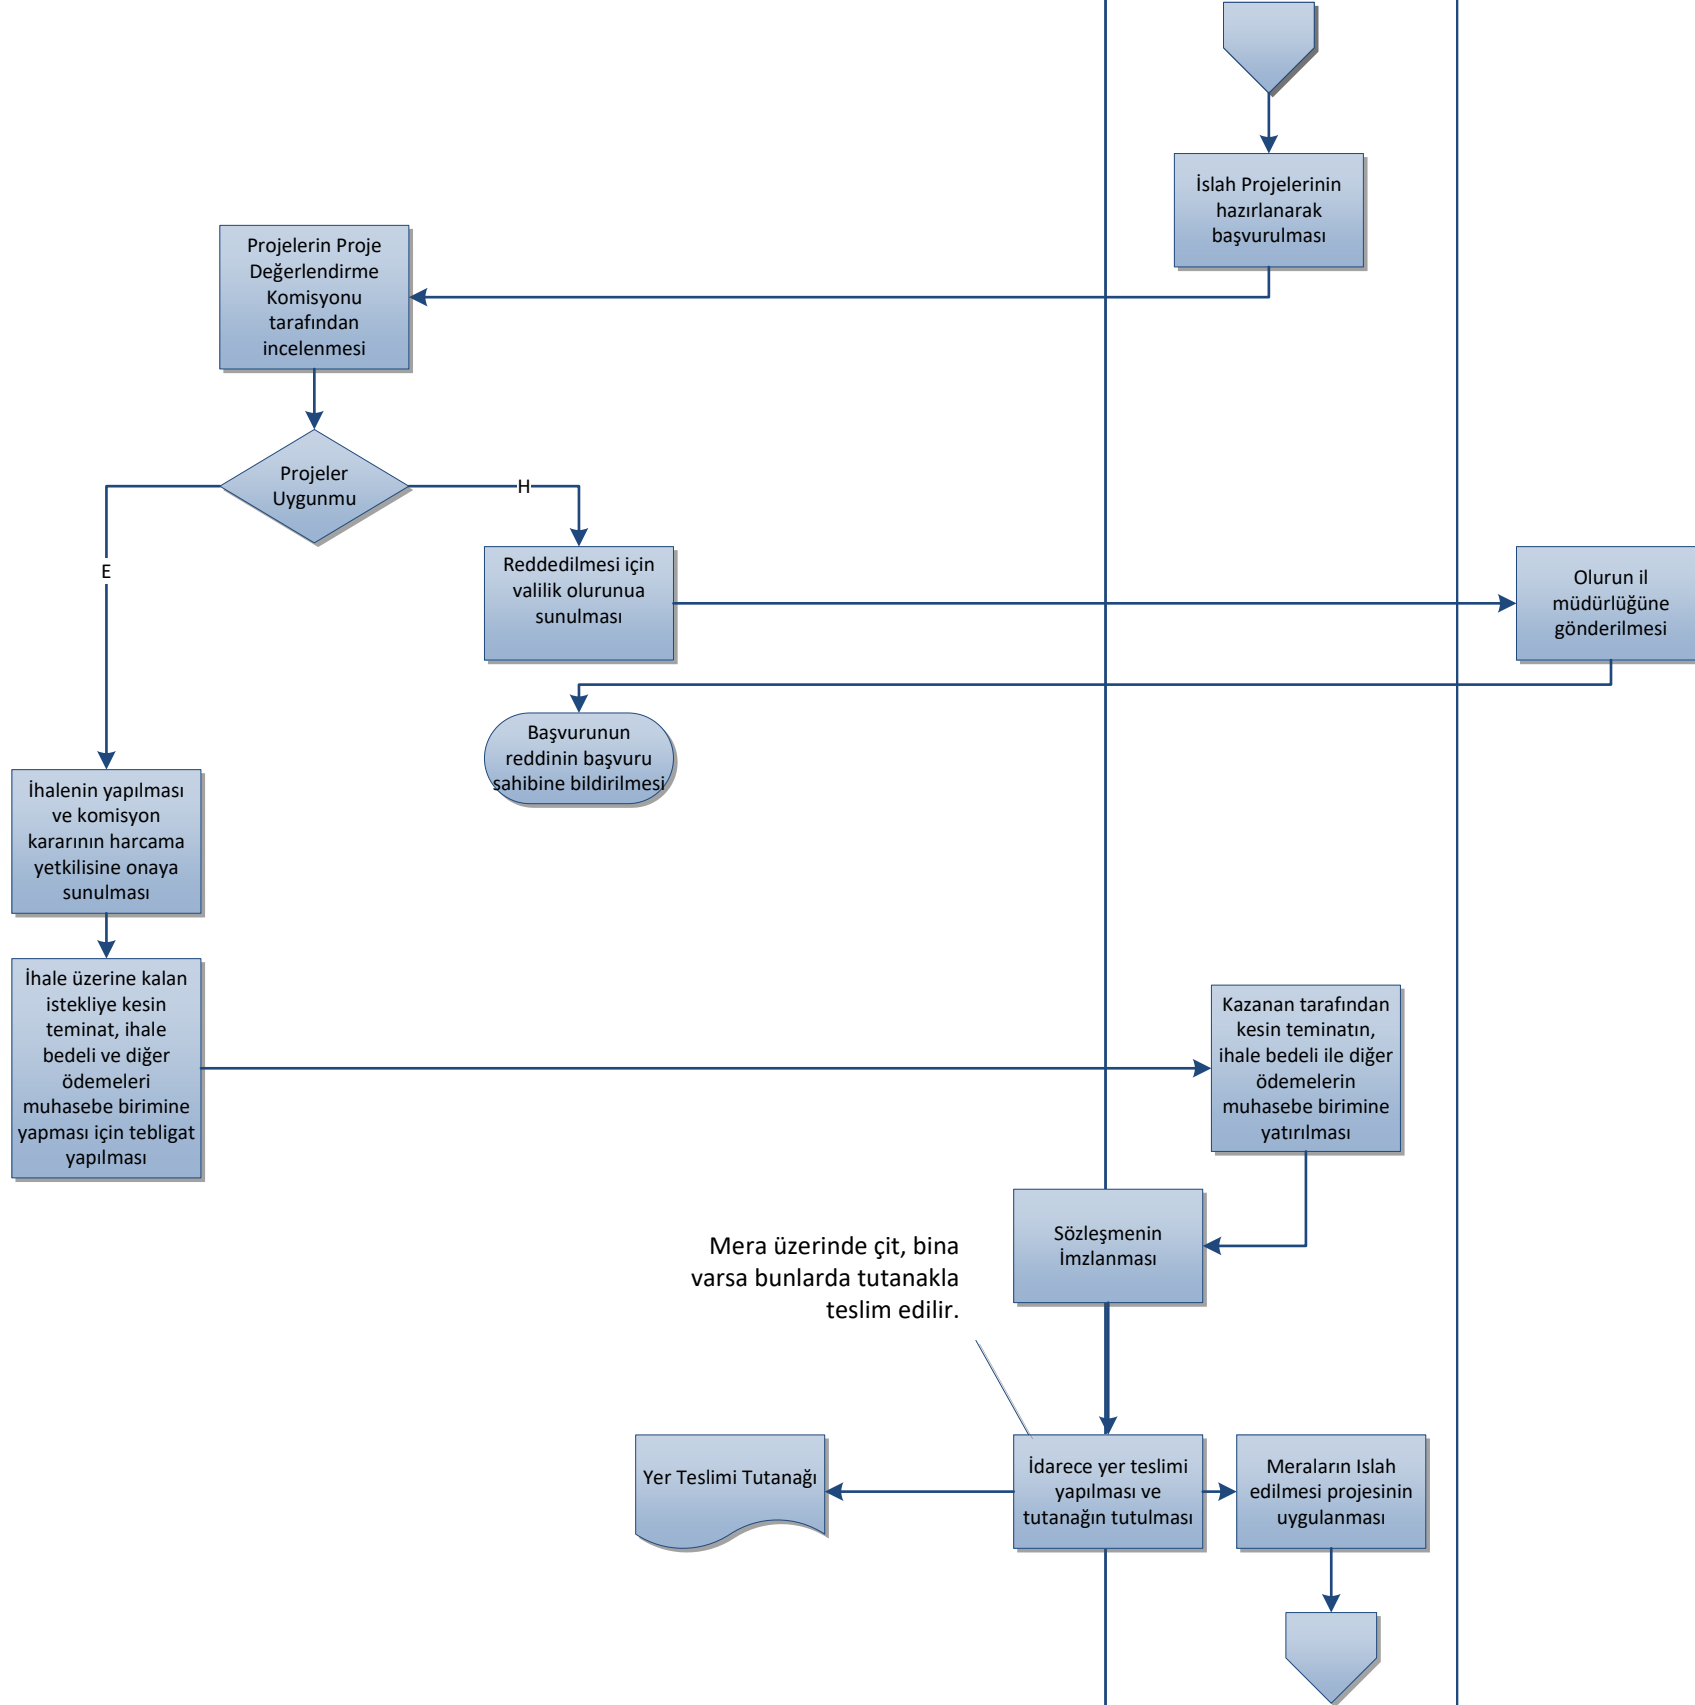 İslah Projelerinin
hazırlanarak
başvurulması
Projelerin Proje
Değerlendirme
Komisyonu
tarafından
incelenmesi
Projeler
Uygunmu
H
E
Reddedilmesi için
valilik olurunua
sunulması
Olurun il
müdürlüğüne
gönderilmesi
Başvurunun
reddinin başvuru
sahibine bildirilmesi
İhalenin yapılması
ve komisyon
kararının harcama
yetkilisine onaya
sunulması
İhale üzerine kalan
istekliye kesin
teminat, ihale
bedeli ve diğer
ödemeleri
muhasebe birimine
yapması için tebligat
yapılması
Kazanan tarafından
kesin teminatın,
ihale bedeli ile diğer
ödemelerin
muhasebe birimine
yatırılması
Sözleşmenin
İmzlanması
Mera üzerinde çit, bina
varsa bunlarda tutanakla
teslim edilir.
Yer Teslimi Tutanağı
İdarece yer teslimi
yapılması ve
tutanağın tutulması
Meraların Islah
edilmesi projesinin
uygulanması